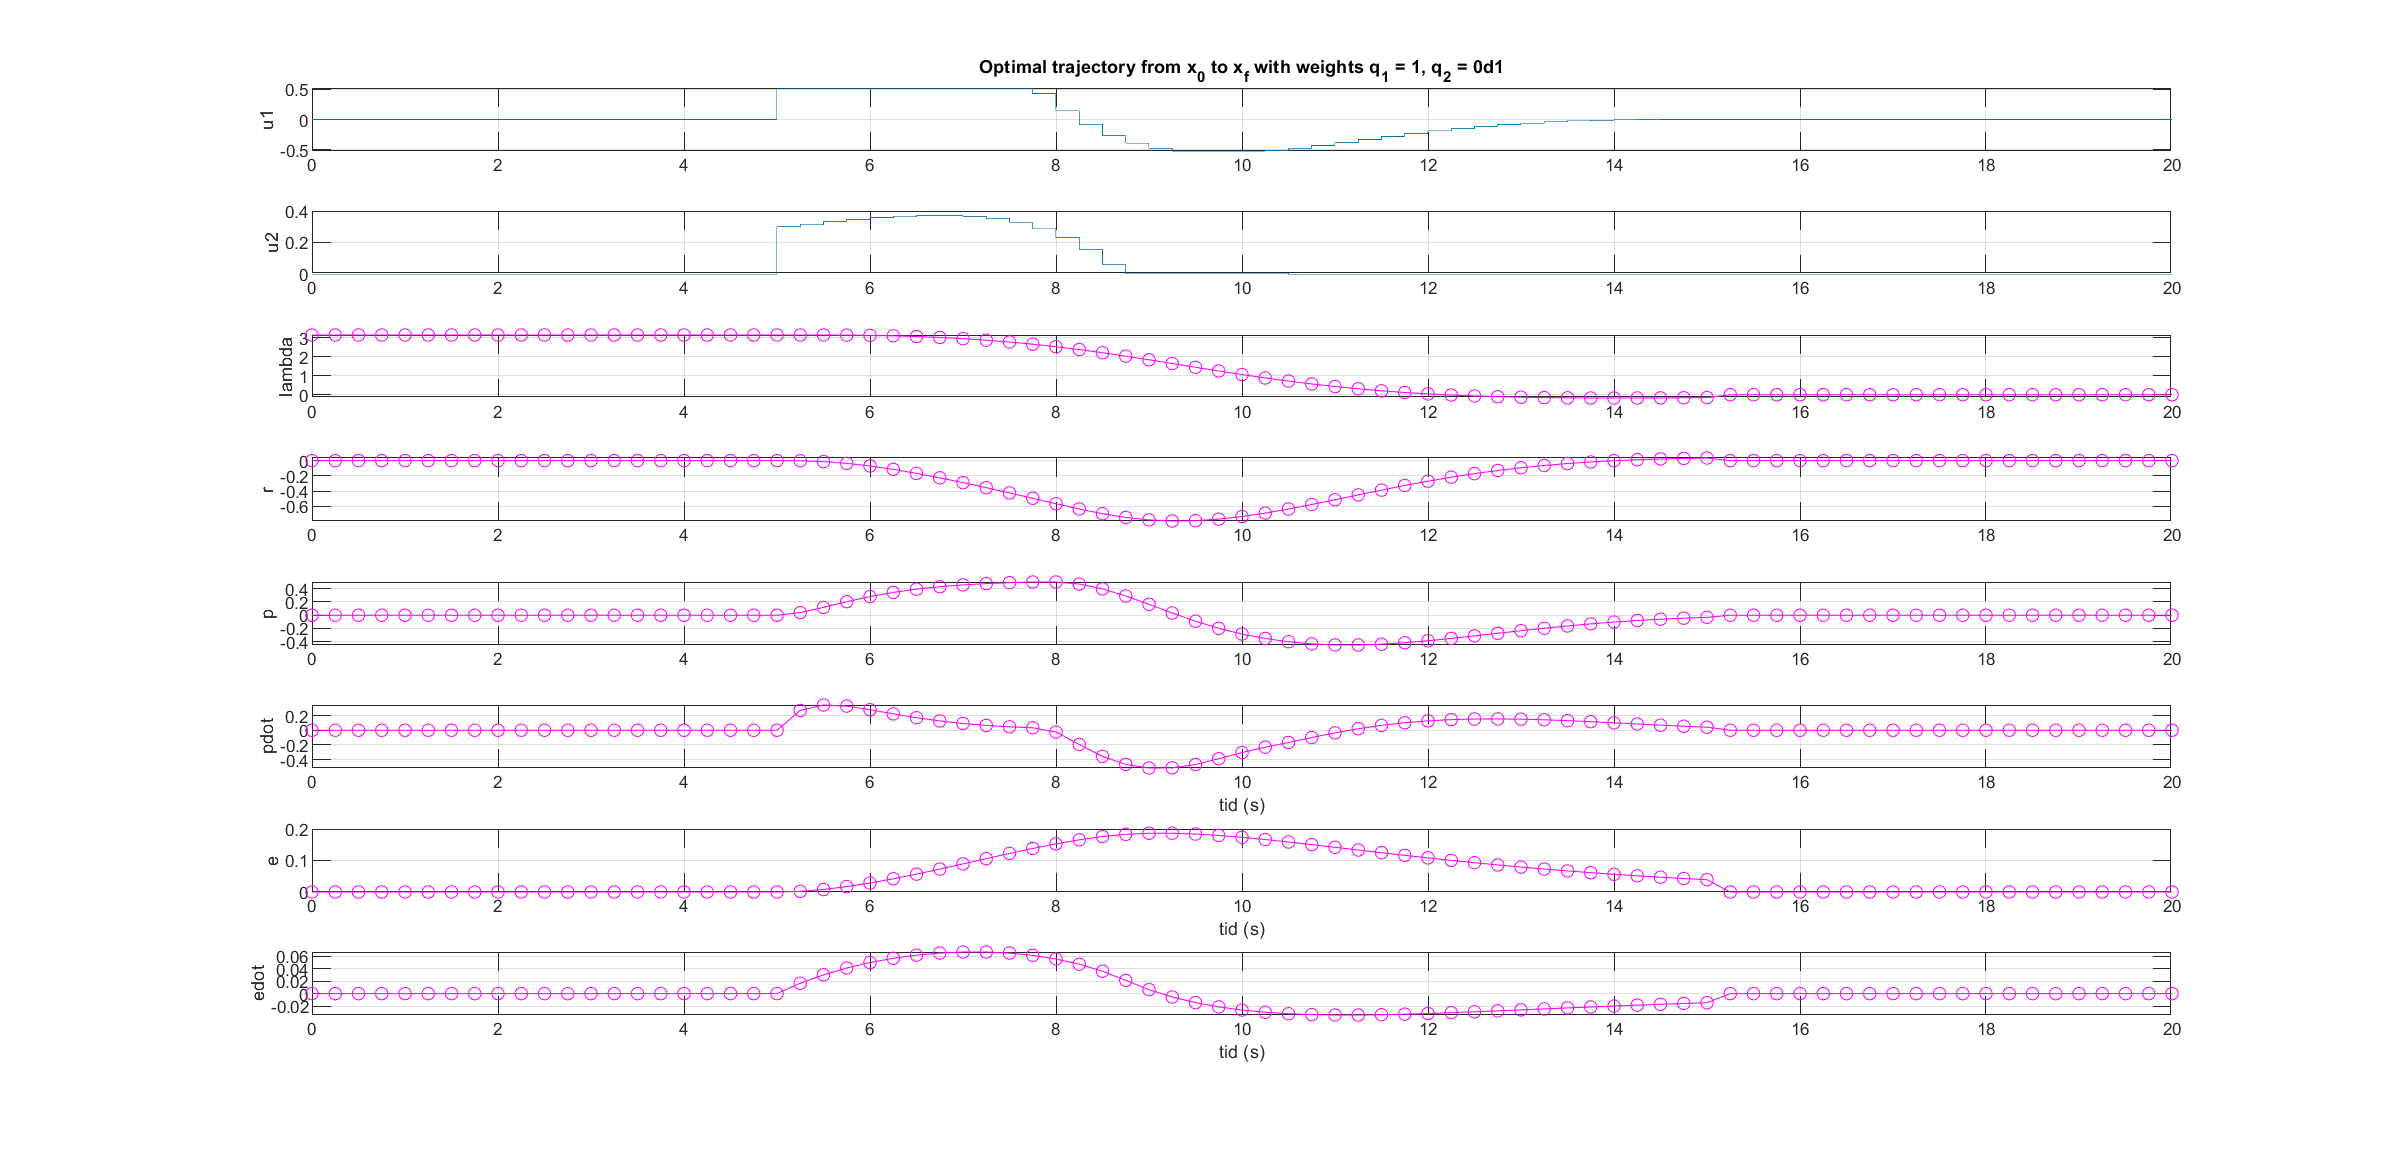 Optimal trajectory from x0 to xf with weights q1 = 1, q2 = 0d1
u1
0.5
0
-0.5
0 2 4 6 8 10 12 14 16 18 20
u2
0.4
0.2
0
0 2 4 6 8 10 12 14 16 18 20
lambda
3
2
1
0
0 2 4 6 8 10 12 14 16 18 20
r
0
-0.2
-0.4
-0.6
0 2 4 6 8 10 12 14 16 18 20
p
0.4
0.2
0
-0.2
-0.4
0 2 4 6 8 10 12 14 16 18 20
pdot
0.2
0
-0.2
-0.4
0 2 4 6 8 10 12 14 16 18 20
tid (s)
e
0.2
0.1
0
0 2 4 6 8 10 12 14 16 18 20
tid (s)
edot
0.06
0.04
0.02
0
-0.02
0 2 4 6 8 10 12 14 16 18 20
tid (s)